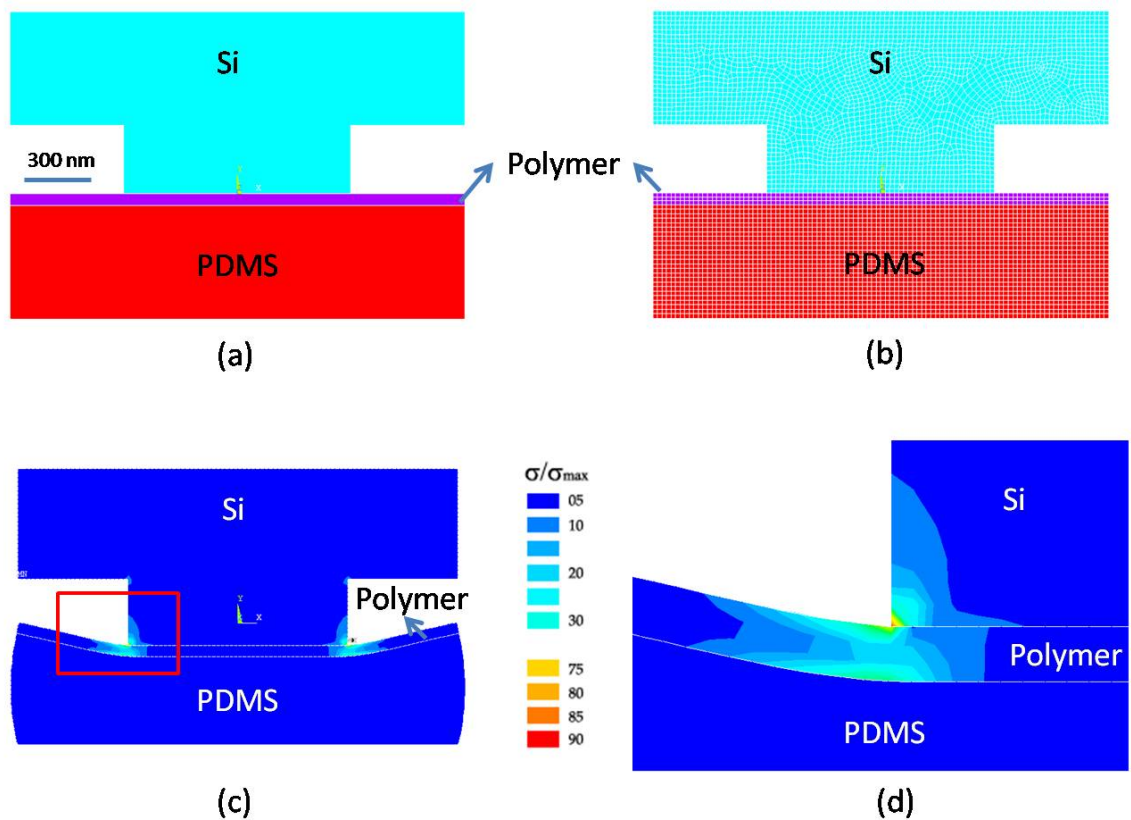 Si
Si
300 nm
Y
X
Polymer
PDMS
PDMS
(a)
(b)
σ/σmax
05
10
20
30
75
80
85
90
Si
Y
X
Polymer
PDMS
(c)
Si
Polymer
PDMS
(d)